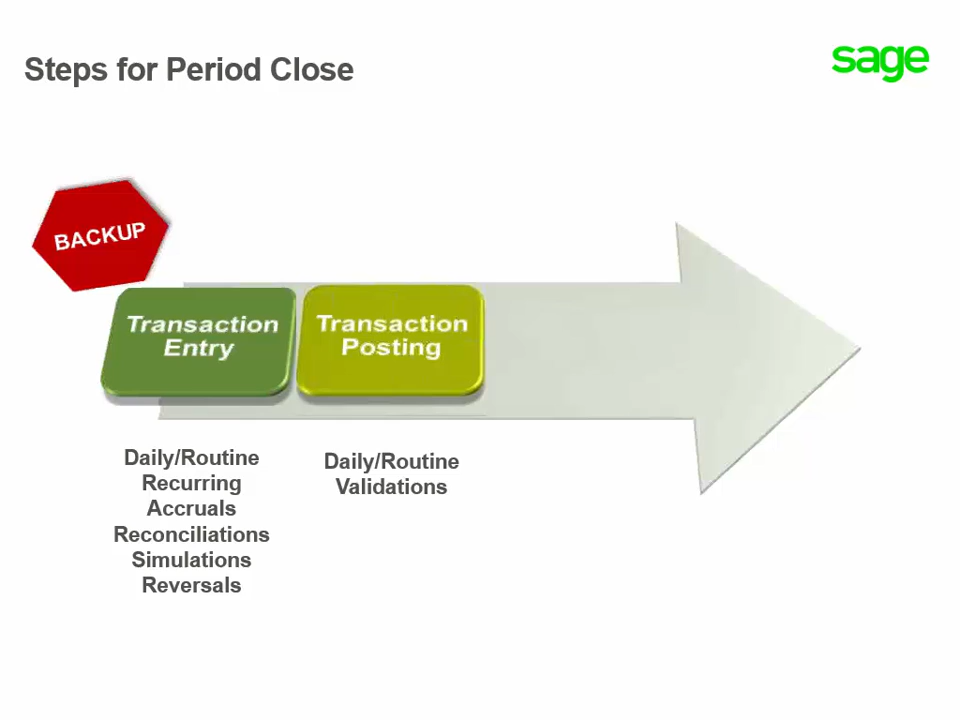 Steps for Period Close
sage
BACKUP
Transaction
Entry
Transaction
Posting
Daily/Routine
Recurring
Accruals
Reconciliations
Simulations
Reversals
Daily/Routine
Validations